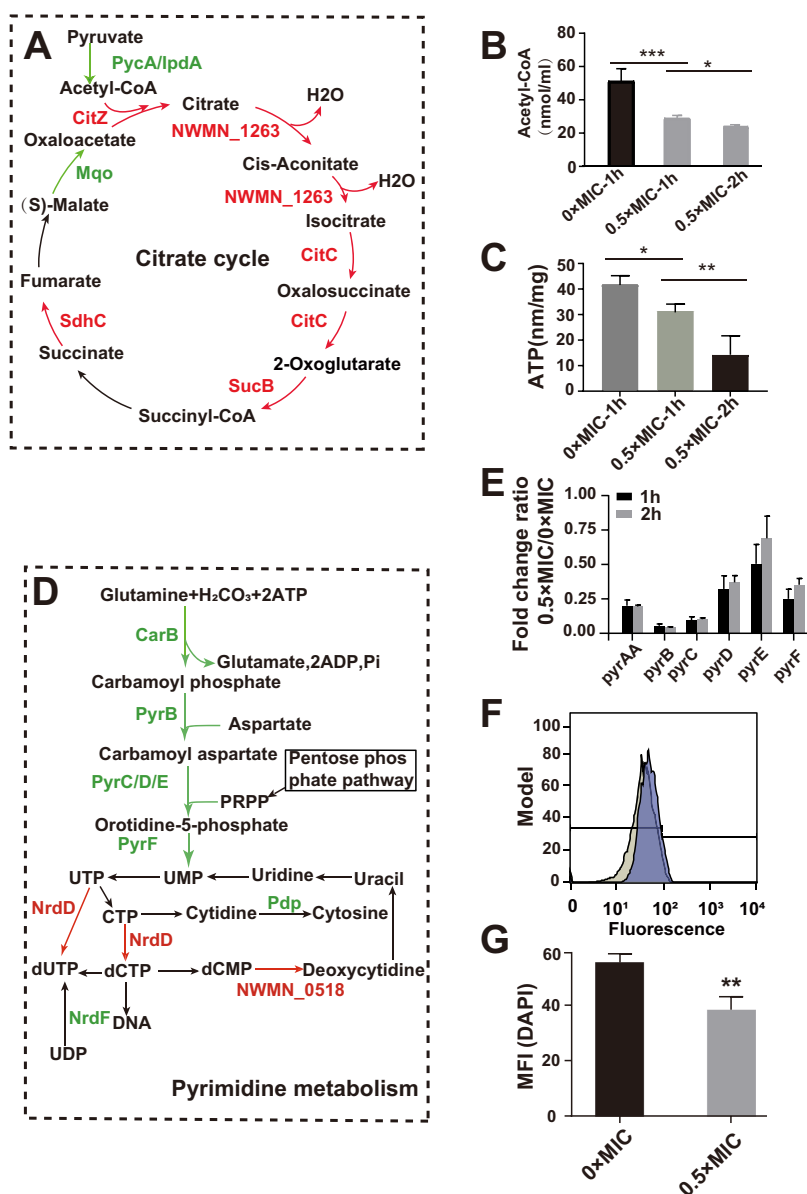 A
Pyruvate
PycA/lpdA
Acetyl-CoA
CitZ
Citrate
H2O
Oxaloacetate
NWMN_1263
Mqo
Cis-Aconitate
H2O
NWMN_1263
(S)-Malate
Isocitrate
Citrate cycle
CitC
Fumarate
Oxalosuccinate
SdhC
CitC
Succinate
2-Oxoglutarate
SucB
Succinyl-CoA
B
Acetyl-CoA
(nmol/ml)
80
60
40
20
0
***
*
0×MIC-1h
0.5×MIC-1h
0.5×MIC-2h
C
ATP(nm/mg)
50
40
30
20
10
0
*
**
0×MIC-1h
0.5×MIC-1h
0.5×MIC-2h
D
Glutamine+H₂CO₃+2ATP
CarB
Glutamate,2ADP,Pi
Carbamoyl phosphate
PyrB
Aspartate
Carbamoyl aspartate
PyrC/D/E
Pentose phos
phate pathway
PRPP
Orotidine-5-phosphate
PyrF
UTP
UMP
Uridine
Uracil
NrdD
CTP
Cytidine
Pdp
Cytosine
NrdD
dUTP
dCTP
dCMP
Deoxycytidine
NWMN_0518
NrdF
DNA
UDP
Pyrimidine metabolism
E
Fold change ratio
0.5×MIC/0×MIC
1.00
0.75
0.50
0.25
0.00
1h
2h
pyrAA
pyrB
pyrC
pyrD
pyrE
pyrF
F
Model
100
80
60
40
20
0
0
10¹
10²
10³
10⁴
Fluorescence
G
MFI (DAPI)
60
40
20
0
**
0×MIC
0.5×MIC